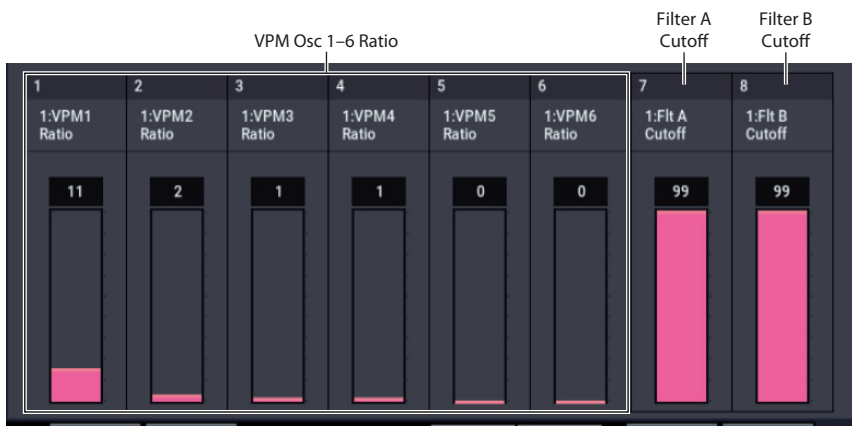 VPM Osc 1–6 Ratio
Filter A
Cutoff
Filter B
Cutoff
1
2
3
4
5
6
7
8
1:VPM1
Ratio
1:VPM2
Ratio
1:VPM3
Ratio
1:VPM4
Ratio
1:VPM5
Ratio
1:VPM6
Ratio
1:Flt A
Cutoff
1:Flt B
Cutoff
11
2
1
1
0
0
99
99